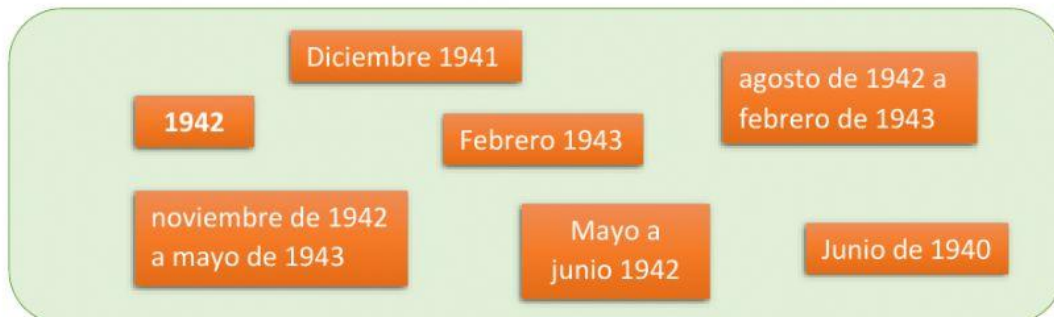 Diciembre 1941
agosto de 1942 a
febrero de 1943
1942
Febrero 1943
noviembre de 1942
a mayo de 1943
Mayo a
junio 1942
Junio de 1940